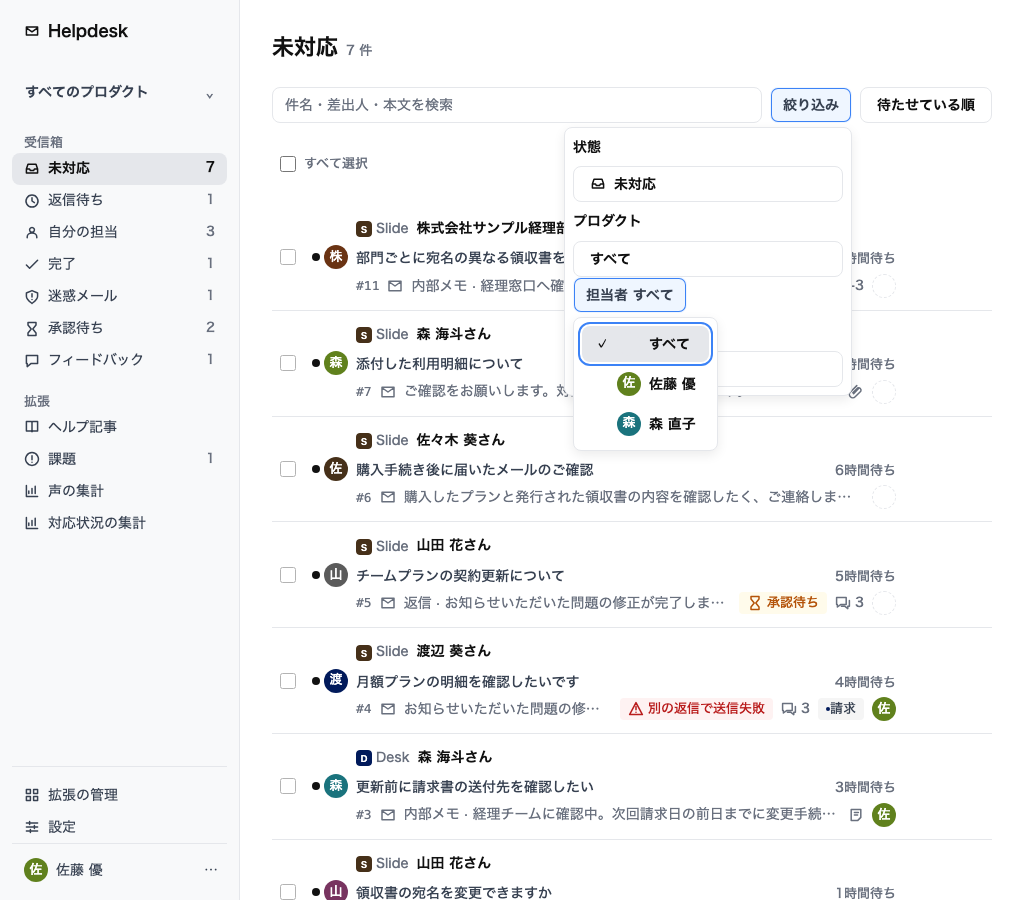 Helpdesk
すべてのプロダクト
受信箱
未対応 7
返信待ち 1
自分の担当 3
完了 1
迷惑メール 1
承認待ち 2
フィードバック 1
拡張
ヘルプ記事
課題 1
声の集計
対応状況の集計
拡張の管理
設定
佐 佐藤 優 …
未対応 7 件
件名・差出人・本文を検索
絞り込み
待たせている順
すべて選択
状態
未対応
プロダクト
すべて
担当者 すべて
✓ すべて
佐 佐藤 優
森 森 直子
S Slide 株式会社サンプル経理部
株 部門ごとに宛名の異なる領収書を 時間待ち
#11 内部メモ · 経理窓口へ確 3
S Slide 森 海斗さん
森 添付した利用明細について 時間待ち
#7 ご確認をお願いします。
S Slide 佐々木 葵さん
佐 購入手続き後に届いたメールのご確認 6時間待ち
#6 購入したプランと発行された領収書の内容を確認したく、ご連絡しま…
S Slide 山田 花さん
山 チームプランの契約更新について 5時間待ち
#5 返信 · お知らせいただいた問題の修正が完了しま… 承認待ち 3
S Slide 渡辺 葵さん
渡 月額プランの明細を確認したいです 4時間待ち
#4 お知らせいただいた問題の修… 別の返信で送信失敗 3 •請求 佐
D Desk 森 海斗さん
森 更新前に請求書の送付先を確認したい 3時間待ち
#3 内部メモ · 経理チームに確認中。次回請求日の前日までに変更手続… 佐
S Slide 山田 花さん
山 領収書の宛名を変更できますか 1時間待ち